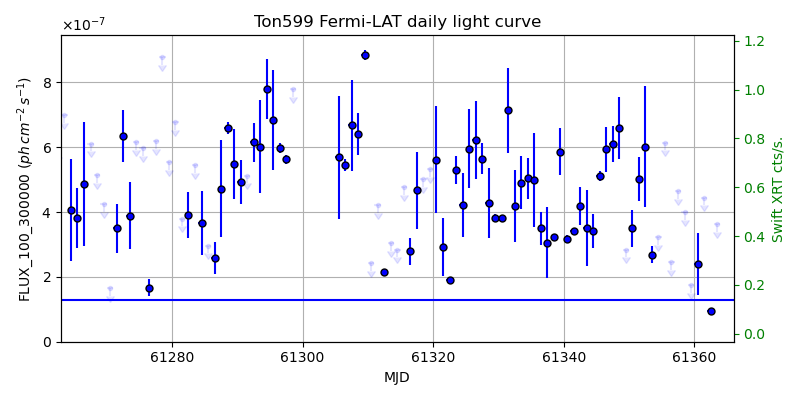 Ton599 Fermi-LAT daily light curve
×10⁻⁷
FLUX_100_300000 (ph cm⁻² s⁻¹)
8
6
4
2
0
1.2
1.0
0.8
0.6
0.4
0.2
0.0
Swift XRT cts/s.
61280 61300 61320 61340 61360
MJD